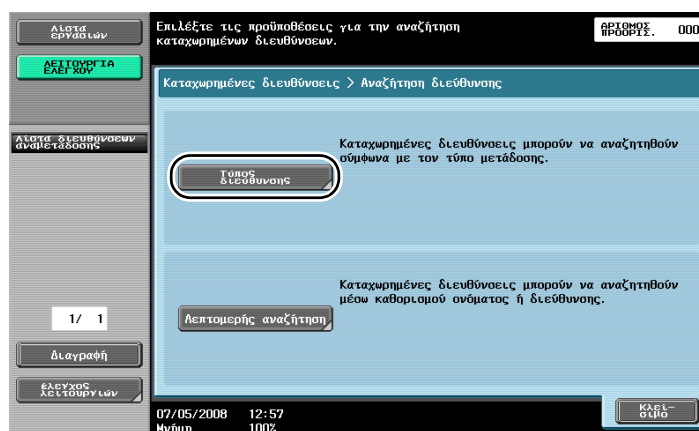 Λίστα
εργασιών
Επιλέξτε τις προϋποθέσεις για την αναζήτηση
καταχωρημένων διευθύνσεων.
ΑΡΙΘΜΟΣ
ΠΡΟΟΡΙΣ.
000
ΛΕΙΤΟΥΡΓΙΑ
ΕΛΕΓΧΟΥ
Καταχωρημένες διευθύνσεις > Αναζήτηση διεύθυνσης
Λίστα διευθύνσεων
αναμετάδοσης
Καταχωρημένες διευθύνσεις μπορούν να αναζητηθούν
σύμφωνα με τον τύπο μετάδοσης.
Τύπος
διεύθυνσης
Καταχωρημένες διευθύνσεις μπορούν να αναζητηθούν
μέσω καθορισμού ονόματος ή διεύθυνσης.
Λεπτομερής αναζήτηση
1/ 1
Διαγραφή
έλεγχος
λειτουργιών
07/05/2008 12:57
Μνήμη 100%
Κλεί-
σιμο